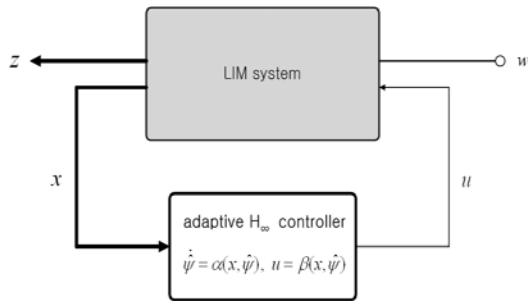 z
LIM system
w
x
u
adaptive H∞ controller
ψ̂̇ = α(x, ψ̂), u = β(x, ψ̂)